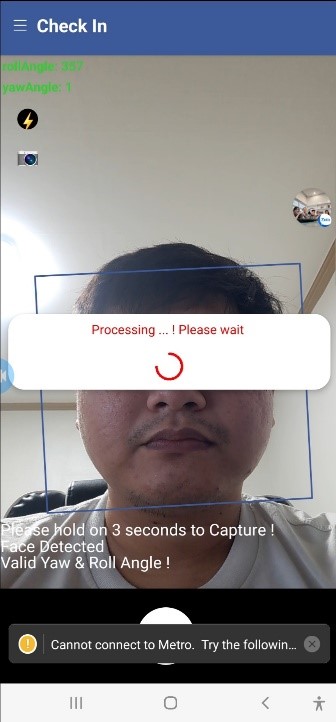 Check In
rollAngle: 357
yawAngle: 1
Processing ... ! Please wait
Please hold on 3 seconds to Capture !
Face Detected
Valid Yaw & Roll Angle !
Cannot connect to Metro. Try the followin...